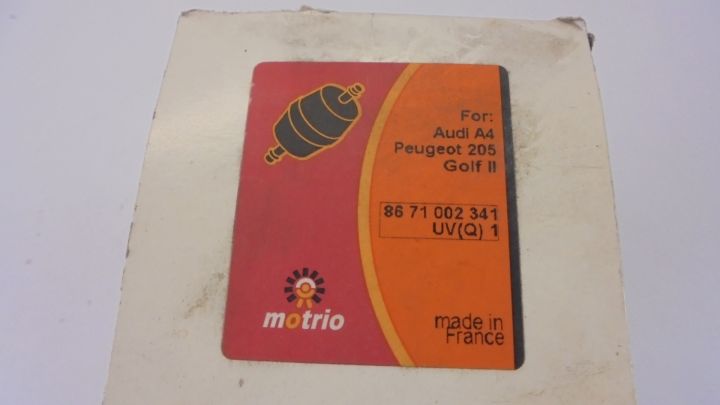 For:
Audi A4
Peugeot 205
Golf II
86 71 002 341
UV(Q) 1
motrio
made in
France